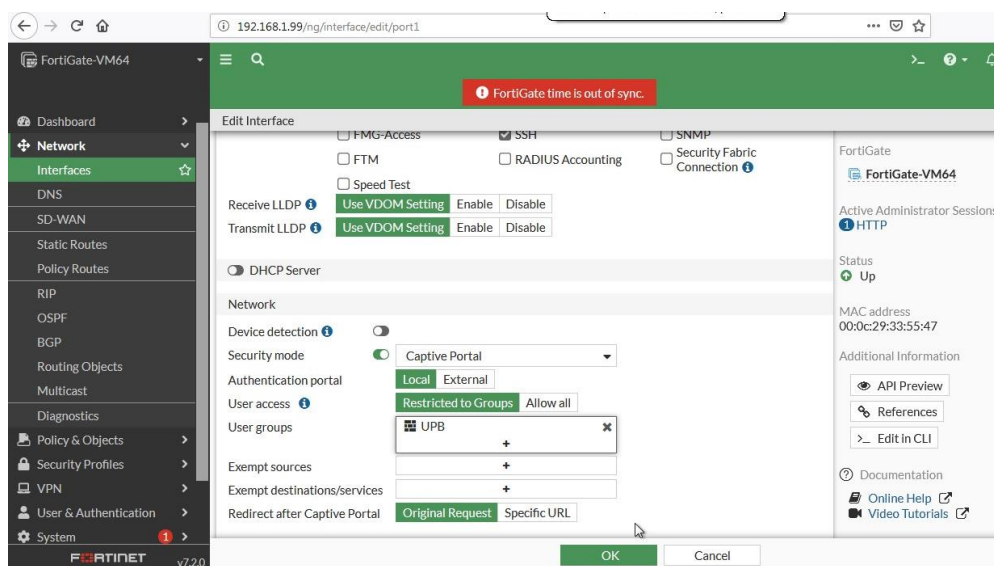 192.168.1.99/ng/interface/edit/port1
FortiGate-VM64
FortiGate time is out of sync.
Dashboard
Edit Interface
FMG-Access SSH SNMP
Network
FTM RADIUS Accounting Security Fabric Connection
Interfaces
Speed Test
DNS
Receive LLDP Use VDOM Setting Enable Disable
SD-WAN
Transmit LLDP Use VDOM Setting Enable Disable
Static Routes
Policy Routes
DHCP Server
RIP
Network
OSPF
Device detection
BGP
Security mode Captive Portal
Routing Objects
Authentication portal Local External
Multicast
User access Restricted to Groups Allow all
Diagnostics
User groups UPB
Policy & Objects
+
Security Profiles
Exempt sources +
VPN
Exempt destinations/services +
User & Authentication
Redirect after Captive Portal Original Request Specific URL
System 1
FORTINET v7.2.0
OK Cancel
FortiGate
FortiGate-VM64
Active Administrator Sessions
1 HTTP
Status
Up
MAC address
00:0c:29:33:55:47
Additional Information
API Preview
References
>_ Edit in CLI
Documentation
Online Help
Video Tutorials